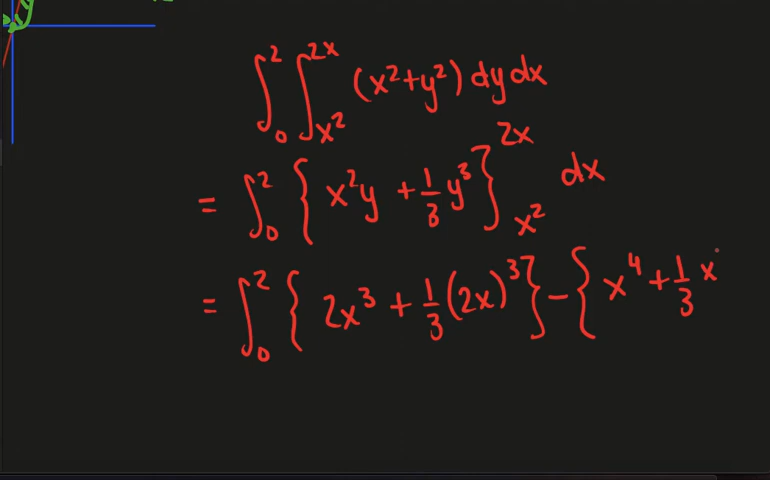 ∫₀² ∫_{x²}^{2x} (x²+y²) dy dx
= ∫₀² { x²y + 1/3 y³ }_{x²}^{2x} dx
= ∫₀² { 2x³ + 1/3 (2x)³ } - { x⁴ + 1/3 x